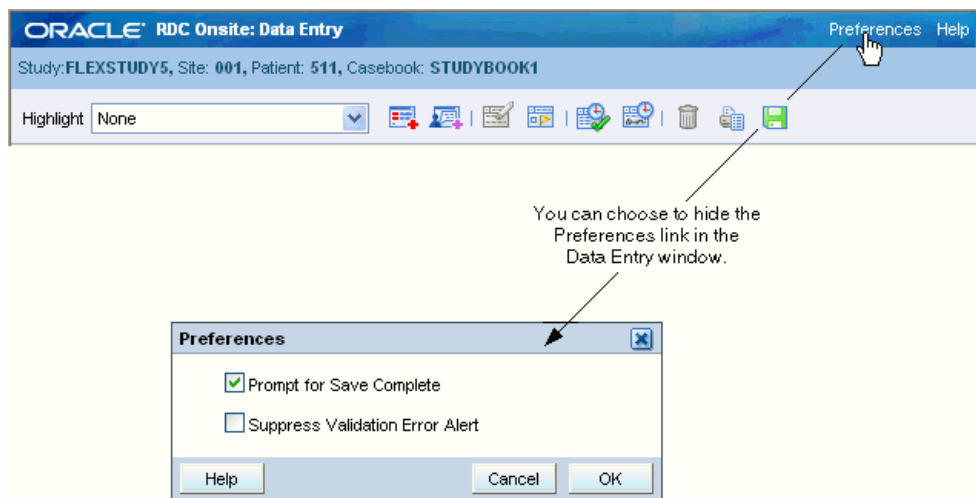 ORACLE RDC Onsite: Data Entry
Preferences Help
Study:FLEXSTUDY5, Site: 001, Patient: 511, Casebook: STUDYBOOK1
Highlight None
You can choose to hide the
Preferences link in the
Data Entry window.
Preferences
Prompt for Save Complete
Suppress Validation Error Alert
Help Cancel OK